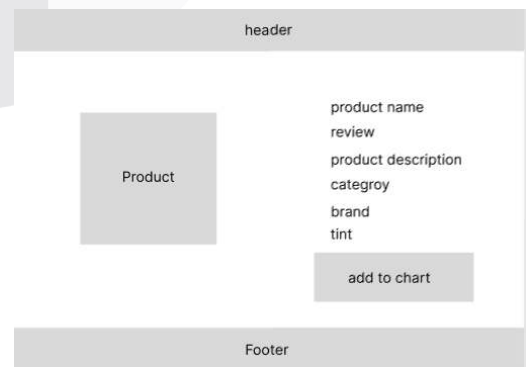 header
Product
product name
review
product description
categroy
brand
tint
add to chart
Footer